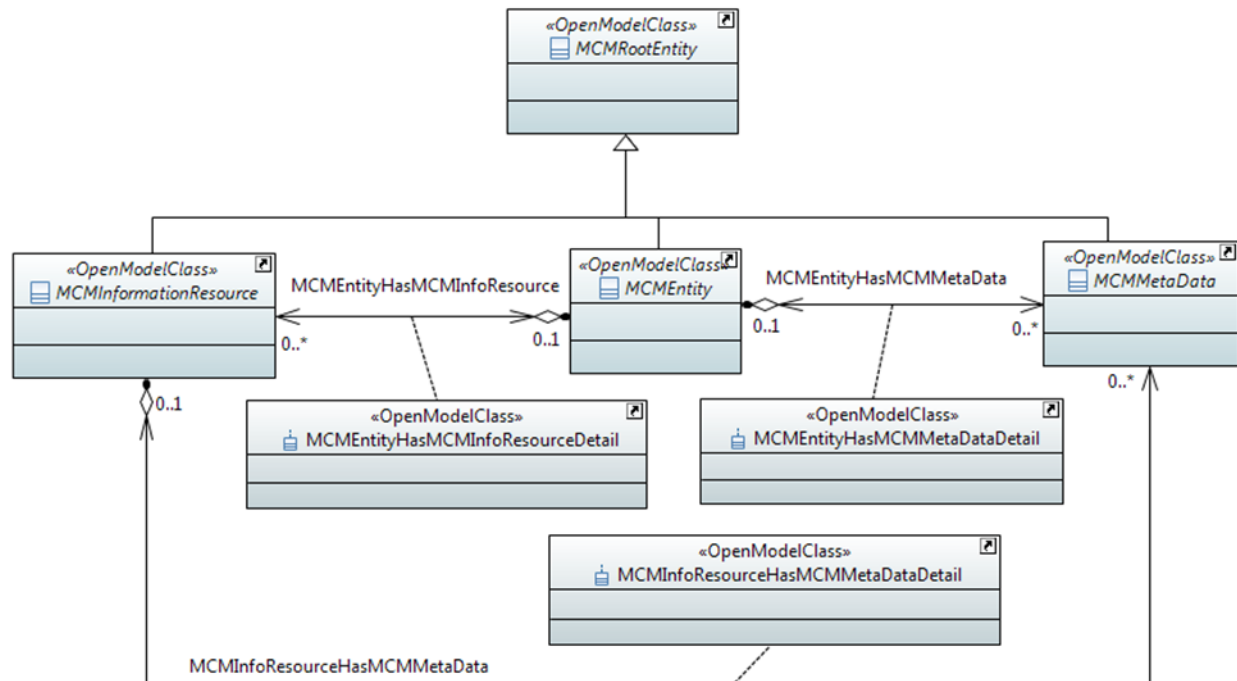 «OpenModelClass»
MCMRootEntity
«OpenModelClass»
MCMInformationResource
MCMEntityHasMCMInfoResource
0..*
0..1
«OpenModelClass»
MCMEntity
MCMEntityHasMCMMetaData
0..1
0..*
«OpenModelClass»
MCMMetaData
0..1
0..*
«OpenModelClass»
MCMEntityHasMCMInfoResourceDetail
«OpenModelClass»
MCMEntityHasMCMMetaDataDetail
«OpenModelClass»
MCMInfoResourceHasMCMMetaDataDetail
MCMInfoResourceHasMCMMetaData